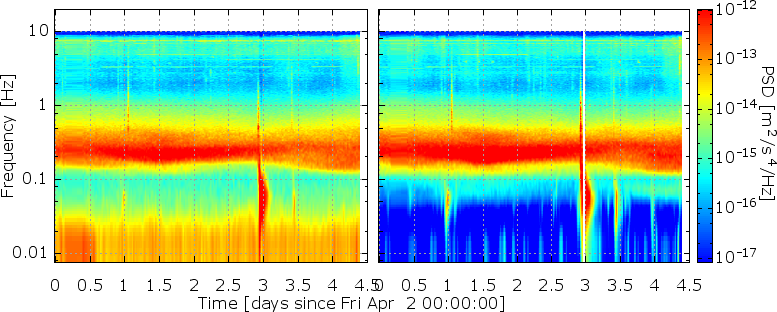 10
1
0.1
0.01
Frequency [Hz]
0 0.5 1 1.5 2 2.5 3 3.5 4 4.5
0 0.5 1 1.5 2 2.5 3 3.5 4 4.5
Time [days since Fri Apr 2 00:00:00]
10^-12
10^-13
10^-14
10^-15
10^-16
10^-17
PSD [m^2/s^4/Hz]